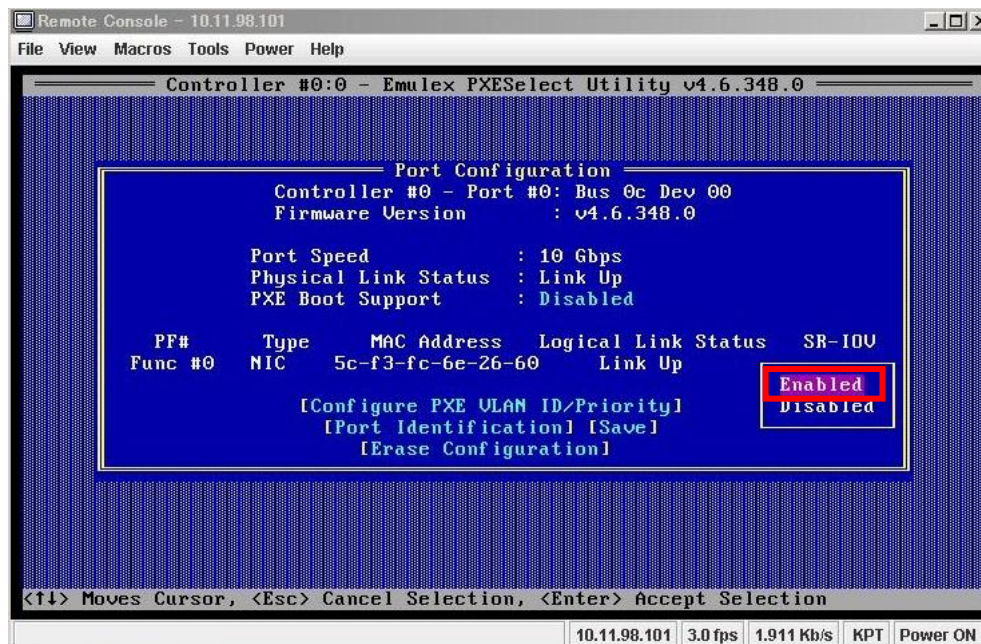 Remote Console - 10.11.98.101
File View Macros Tools Power Help
Controller #0:0 - Emulex PXESelect Utility v4.6.348.0
Port Configuration
Controller #0 - Port #0: Bus 0c Dev 00
Firmware Version : v4.6.348.0
Port Speed : 10 Gbps
Physical Link Status : Link Up
PXE Boot Support : Disabled
PF# Type MAC Address Logical Link Status SR-IOV
Func #0 NIC 5c-f3-fc-6e-26-60 Link Up
Enabled
Disabled
[Configure PXE VLAN ID/Priority]
[Port Identification] [Save]
[Erase Configuration]
<↑↓> Moves Cursor, <Esc> Cancel Selection, <Enter> Accept Selection
10.11.98.101 3.0 fps 1.911 Kb/s KPT Power ON